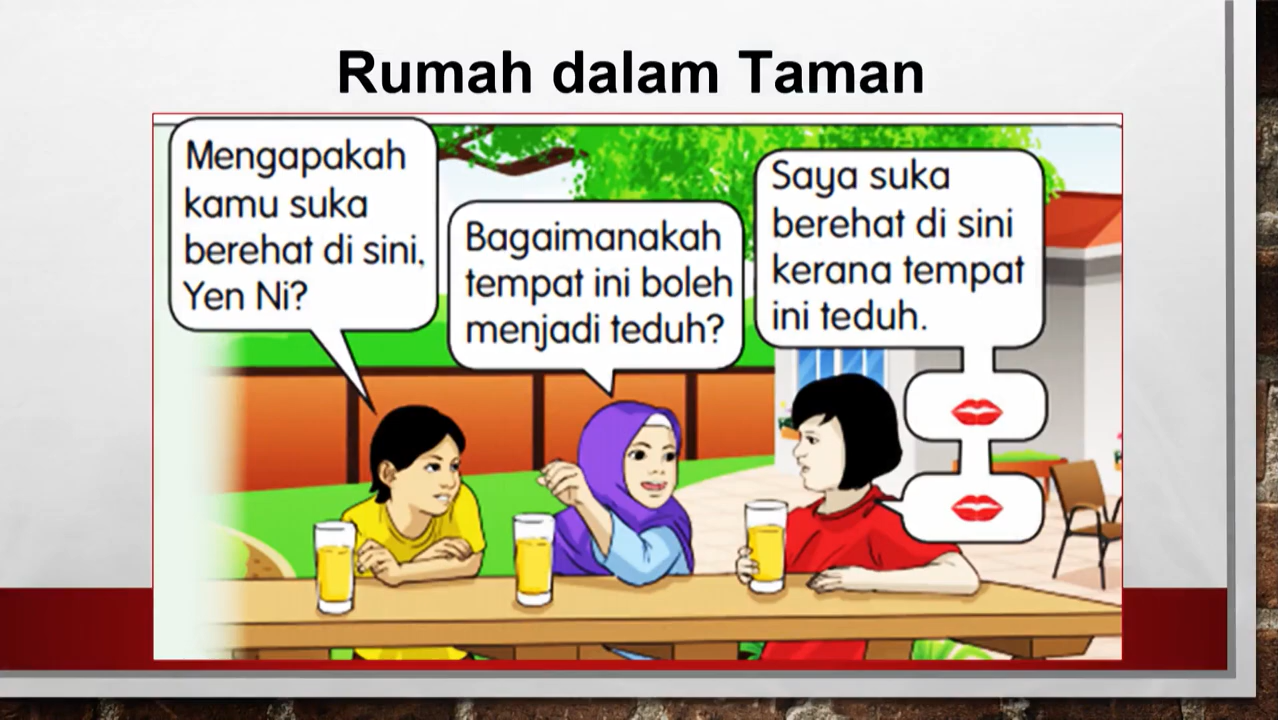 Rumah dalam Taman
Mengapakah
kamu suka
berehat di sini,
Yen Ni?
Bagaimanakah
tempat ini boleh
menjadi teduh?
Saya suka
berehat di sini
kerana tempat
ini teduh.